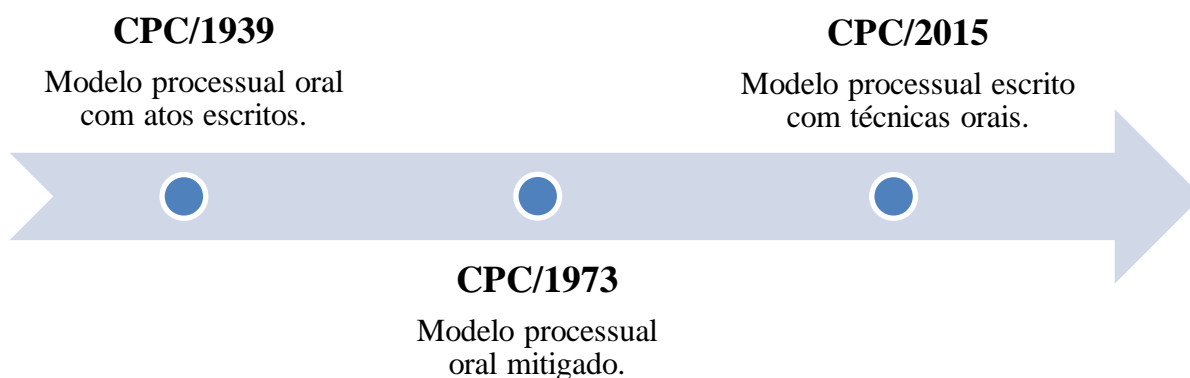 CPC/1939
Modelo processual oral
com atos escritos.
CPC/1973
Modelo processual
oral mitigado.
CPC/2015
Modelo processual escrito
com técnicas orais.